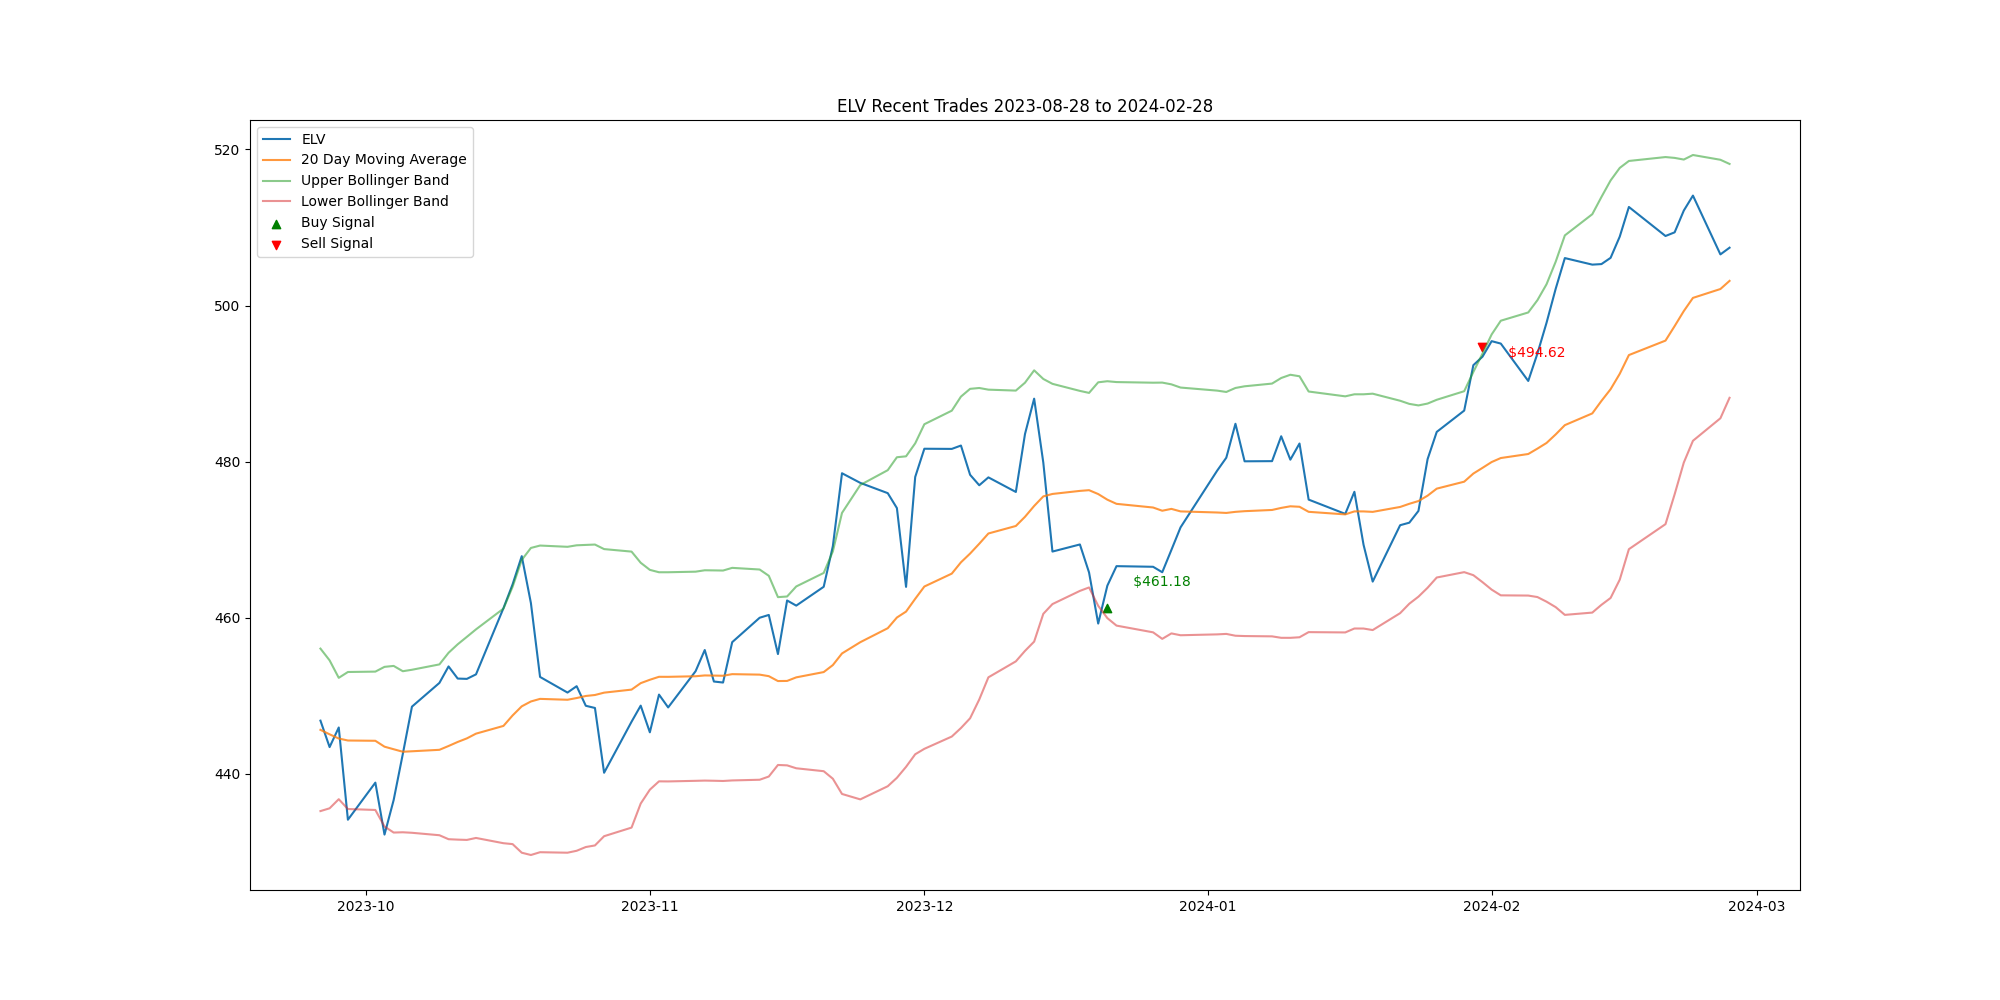 ELV Recent Trades 2023-08-28 to 2024-02-28
ELV
20 Day Moving Average
Upper Bollinger Band
Lower Bollinger Band
Buy Signal
Sell Signal
520
500
480
460
440
$494.62
$461.18
2023-10
2023-11
2023-12
2024-01
2024-02
2024-03